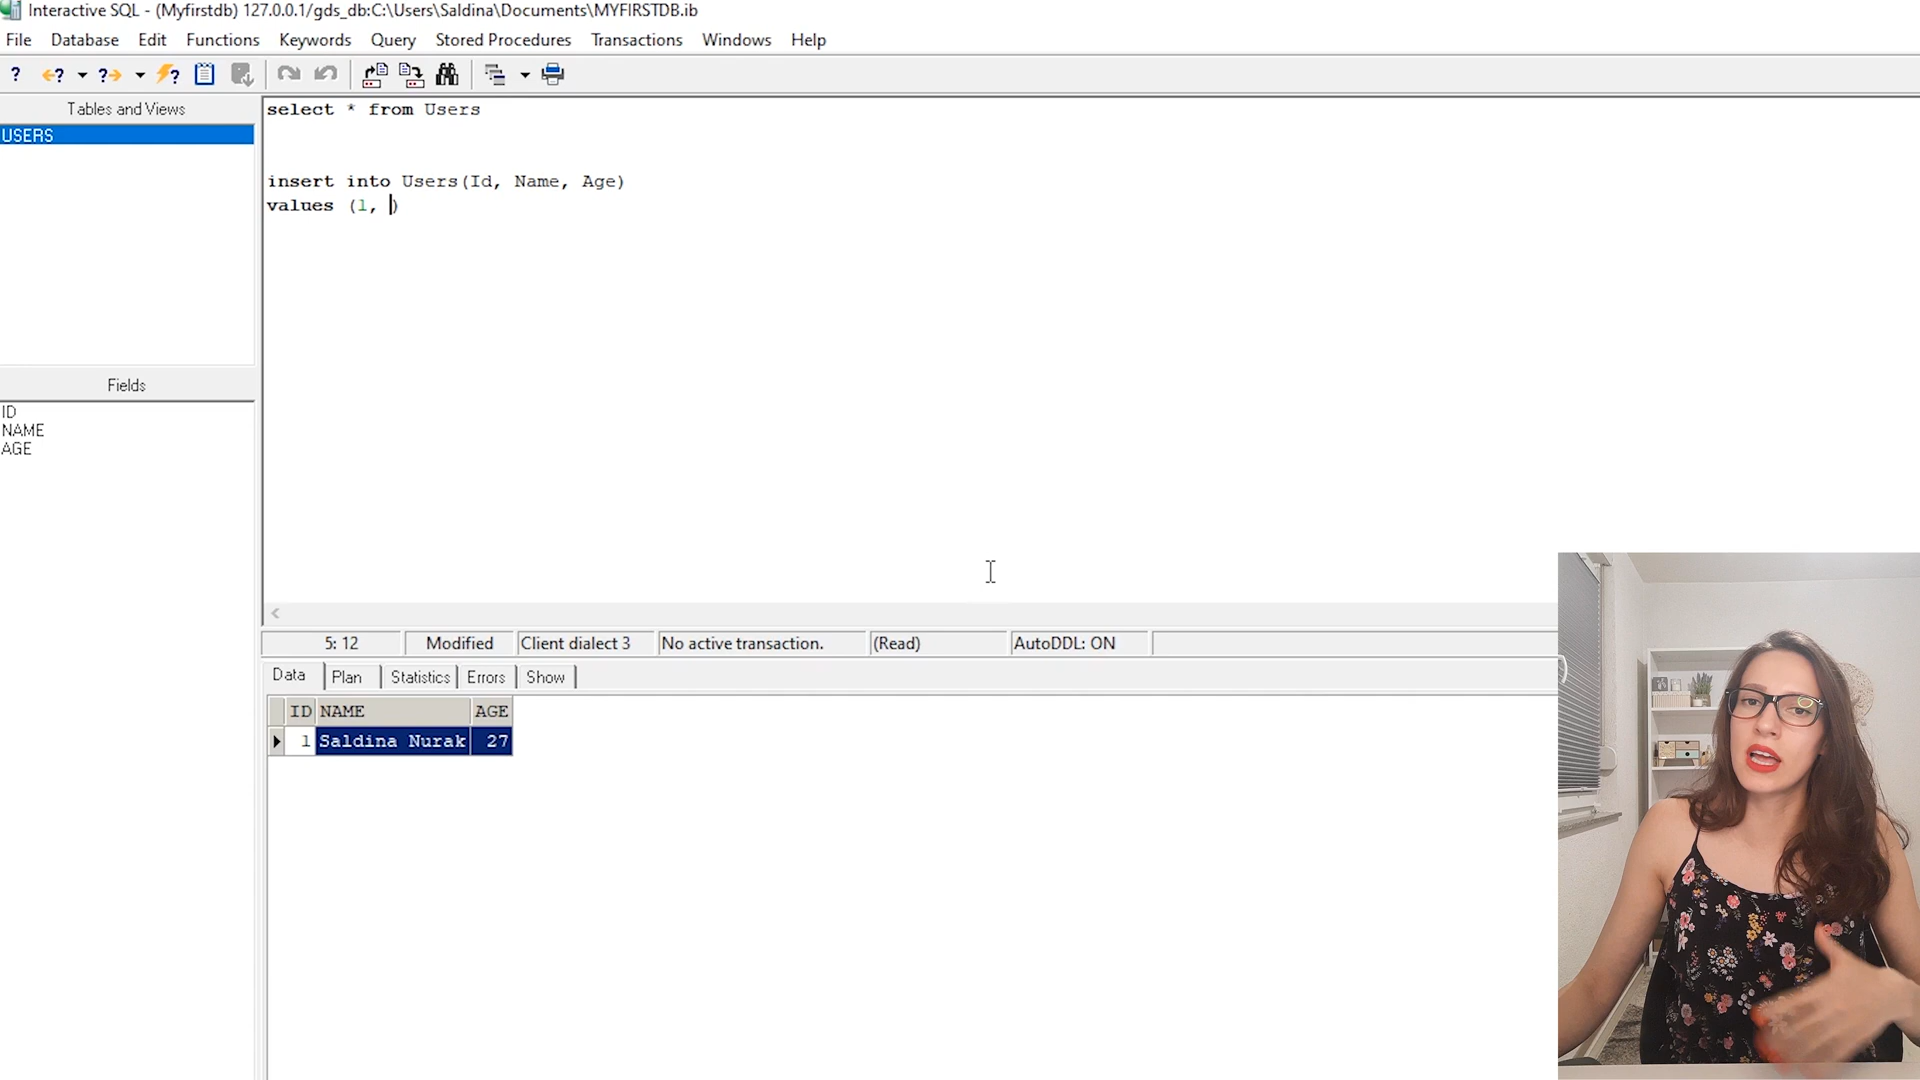 Interactive SQL - (Myfirstdb) 127.0.0.1/gds_db:C:\Users\Saldina\Documents\MYFIRSTDB.ib
File Database Edit Functions Keywords Query Stored Procedures Transactions Windows Help
Tables and Views
USERS
Fields
ID
NAME
AGE
select * from Users
insert into Users(Id, Name, Age)
values (1, )
5: 12 Modified Client dialect 3 No active transaction. (Read) AutoDDL: ON
Data Plan Statistics Errors Show
ID NAME AGE
1 Saldina Nurak 27